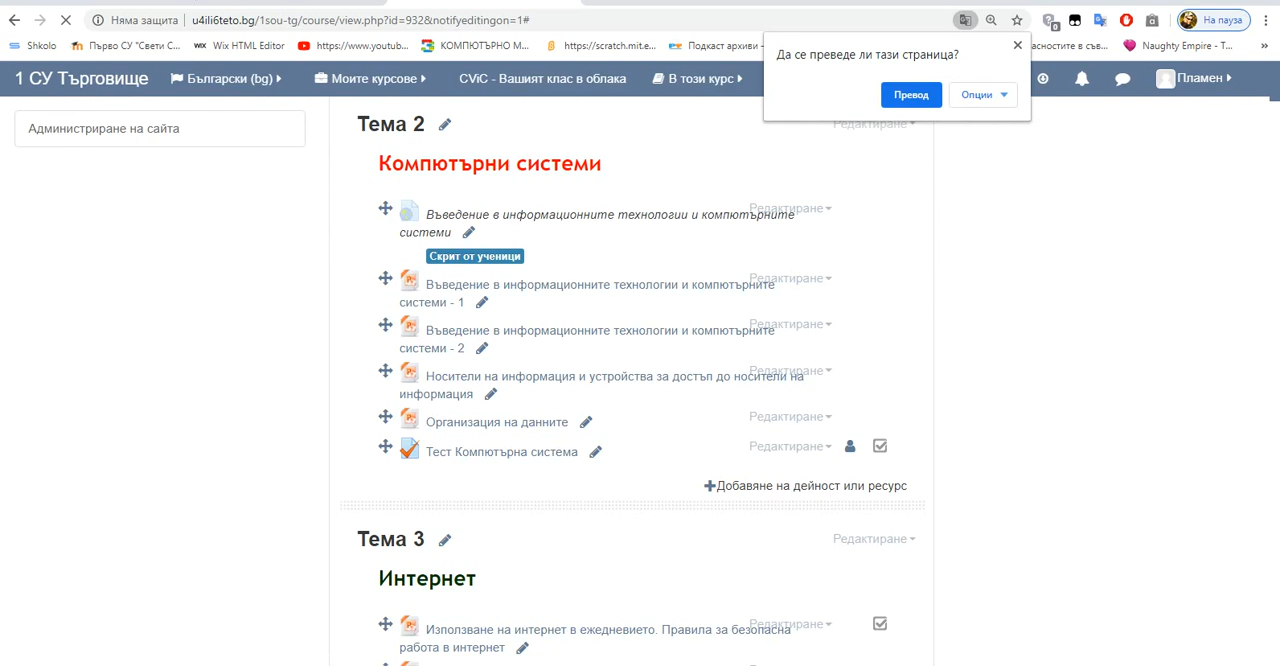 Няма защита | u4ili6teto.bg/1sou-tg/course/view.php?id=932&notifyeditingon=1#
0
На пауза
Shkolo
Първо СУ "Свети С...
WIX Wix HTML Editor
https://www.youtub...
КОМПЮТЪРНО М...
https://scratch.mit.e...
Подкаст архиви -
асностите в съв...
Naughty Empire - T...
»
Да се преведе ли тази страница?
Превод
Опции
1 СУ Търговище
Български (bg)
Моите курсове
CViC - Вашият клас в облака
В този курс
Пламен
Администриране на сайта
Тема 2
Редактиране
Компютърни системи
Въведение в информационните технологии и компютърните
системи
Редактиране
Скрит от ученици
Въведение в информационните технологии и компютърните
системи - 1
Редактиране
Въведение в информационните технологии и компютърните
системи - 2
Редактиране
Носители на информация и устройства за достъп до носители на
информация
Редактиране
Организация на данните
Редактиране
Тест Компютърна система
Редактиране
Добавяне на дейност или ресурс
Тема 3
Редактиране
Интернет
Използване на интернет в ежедневието. Правила за безопасна
работа в интернет
Редактиране